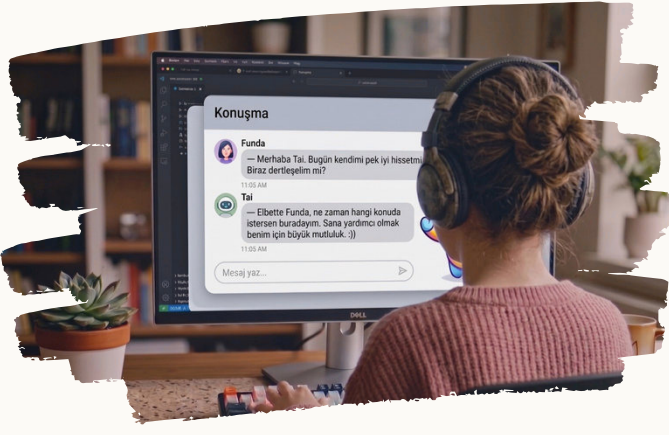 Konuşma
Funda
— Merhaba Tai. Bugün kendimi pek iyi hissetmi
Biraz dertleşelim mi?
11:05 AM
Tai
— Elbette Funda, ne zaman hangi konuda
istersen buradayım. Sana yardımcı olmak
benim için büyük mutluluk. :))
11:05 AM
Mesaj yaz...
DELL